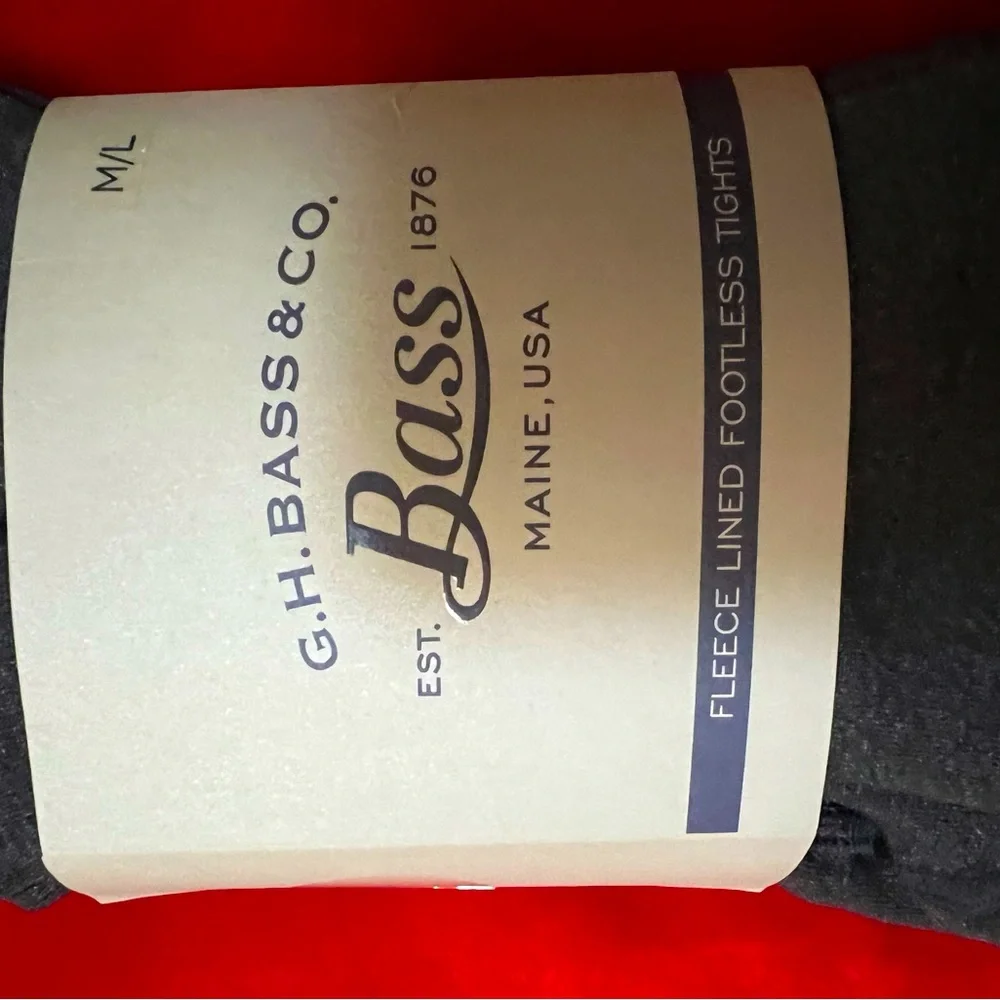 M/L
G.H.BASS & CO.
EST. Bass 1876
MAINE, USA
FLEECE LINED FOOTLESS TIGHTS